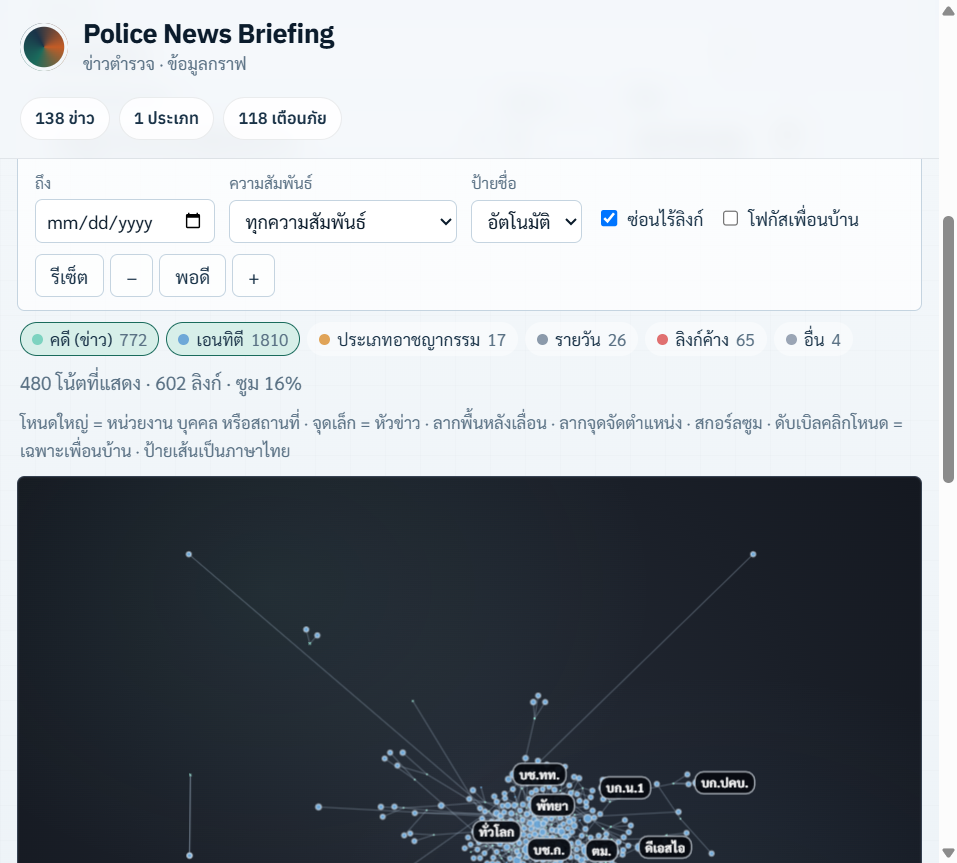 Police News Briefing
ข่าวตำรวจ · ข้อมูลกราฟ
138 ข่าว 1 ประเภท 118 เตือนภัย
ถึง ความสัมพันธ์ ป้ายชื่อ
mm/dd/yyyy ทุกความสัมพันธ์ อัตโนมัติ ซ่อนไร้ลิงก์ โฟกัสเพื่อนบ้าน
รีเซ็ต − พอดี +
คดี (ข่าว) 772 เอนทิตี 1810 ประเภทอาชญากรรม 17 รายวัน 26 ลิงก์ค้าง 65 อื่น 4
480 โน้ตที่แสดง · 602 ลิงก์ · ซูม 16%
โหนดใหญ่ = หน่วยงาน บุคคล หรือสถานที่ · จุดเล็ก = หัวข่าว · ลากพื้นหลังเลื่อน · ลากจุดจัดตำแหน่ง · สกอร์ลซูม · ดับเบิลคลิกโหนด =
เฉพาะเพื่อนบ้าน · ป้ายเส้นเป็นภาษาไทย
บช.ทท.
บก.ปคบ.
บก.น.1
พัทยา
ทั่วโลก
บช.ก. ตม. ดีเอสไอ